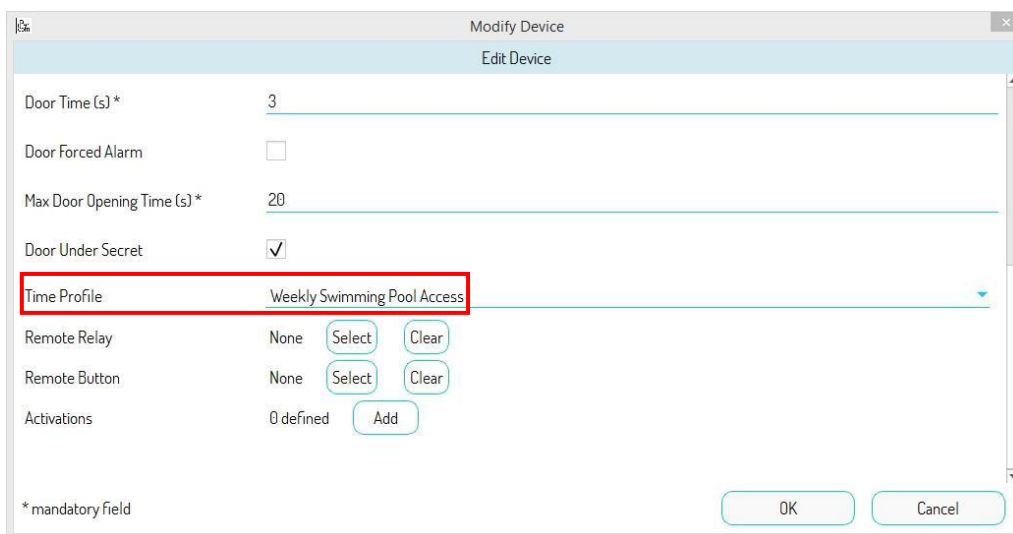 Modify Device
Edit Device
Door Time (s) * 3
Door Forced Alarm
Max Door Opening Time (s) * 20
Door Under Secret
Time Profile Weekly Swimming Pool Access
Remote Relay None Select Clear
Remote Button None Select Clear
Activations 0 defined Add
* mandatory field OK Cancel